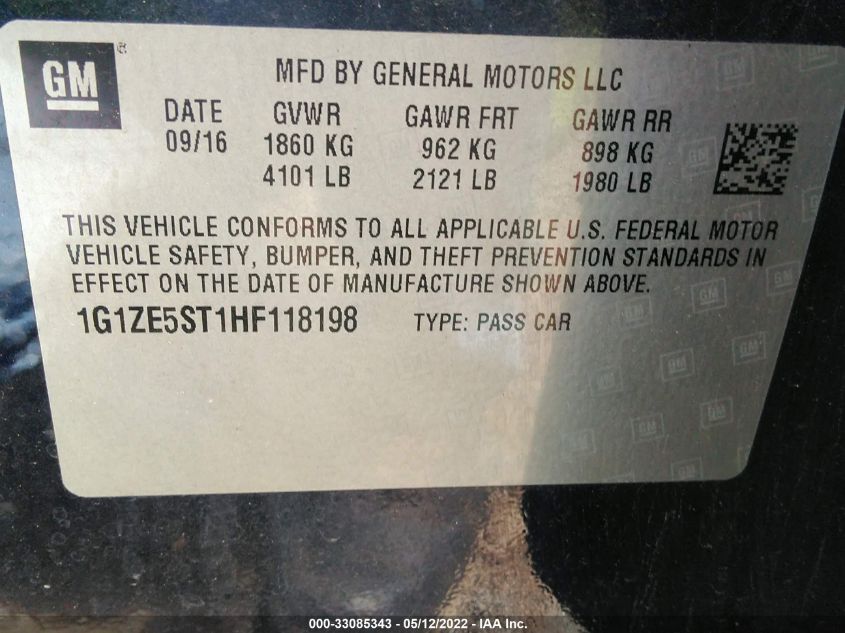 GM®
MFD BY GENERAL MOTORS LLC
DATE GVWR GAWR FRT GAWR RR
09/16 1860 KG 962 KG 898 KG
4101 LB 2121 LB 1980 LB
THIS VEHICLE CONFORMS TO ALL APPLICABLE U.S. FEDERAL MOTOR
VEHICLE SAFETY, BUMPER, AND THEFT PREVENTION STANDARDS IN
EFFECT ON THE DATE OF MANUFACTURE SHOWN ABOVE.
1G1ZE5ST1HF118198 TYPE: PASS CAR
000-33085343 - 05/12/2022 - IAA Inc.